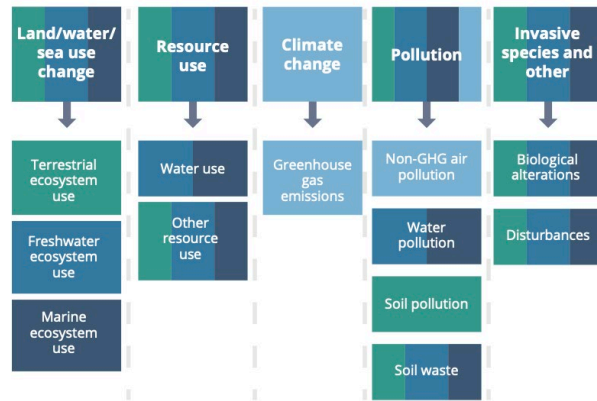 Land/water/
sea use
change
Resource
use
Climate
change
Pollution
Invasive
species and
other
Terrestrial
ecosystem
use
Freshwater
ecosystem
use
Marine
ecosystem
use
Water use
Other
resource
use
Greenhouse
gas
emissions
Non-GHG air
pollution
Water
pollution
Soil pollution
Soil waste
Biological
alterations
Disturbances